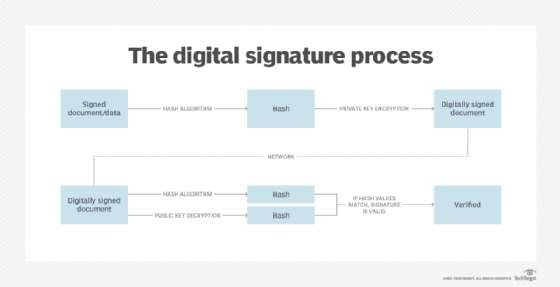 The digital signature process
Signed
document/data
HASH ALGORITHM
Hash
PRIVATE KEY ENCRYPTION
Digitally signed
document
NETWORK
Digitally signed
document
HASH ALGORITHM
Hash
PUBLIC KEY DECRYPTION
Hash
IF HASH VALUES
MATCH, SIGNATURE
IS VALID
Verified
TechTarget